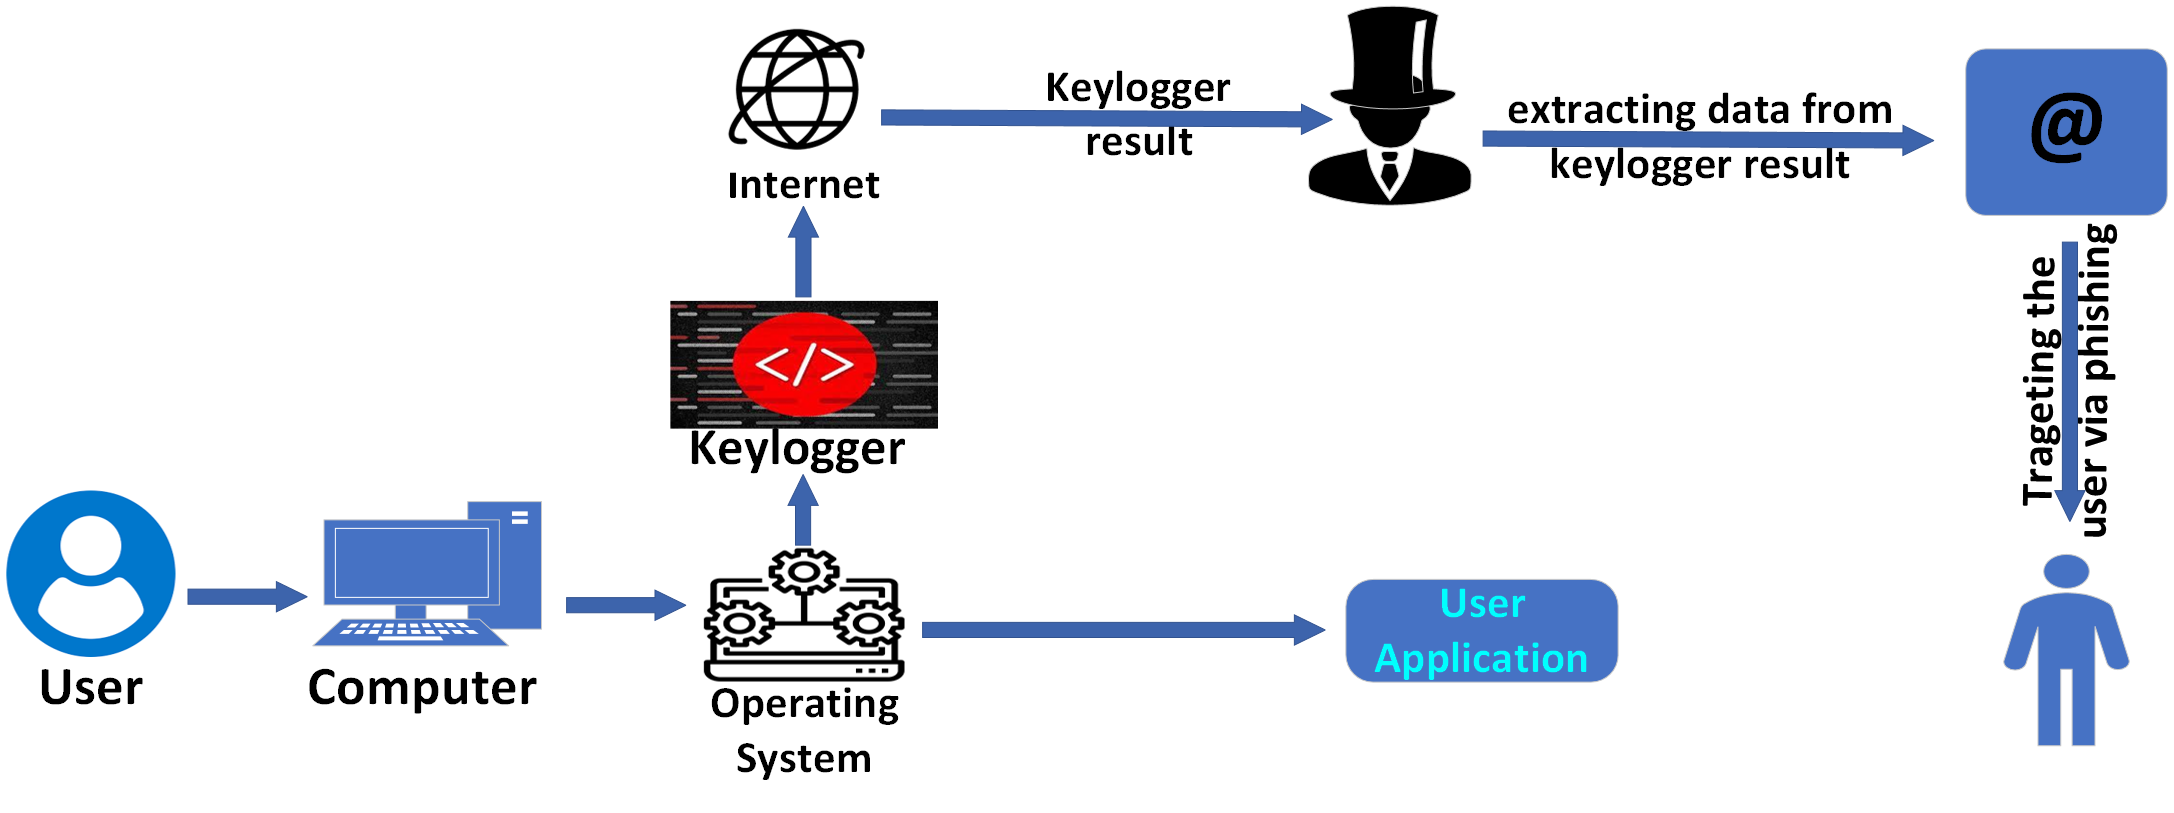 Internet
Keylogger
result
extracting data from
keylogger result
@
</>
Keylogger
Trageting the
user via phishing
User
Computer
Operating
System
User
Application